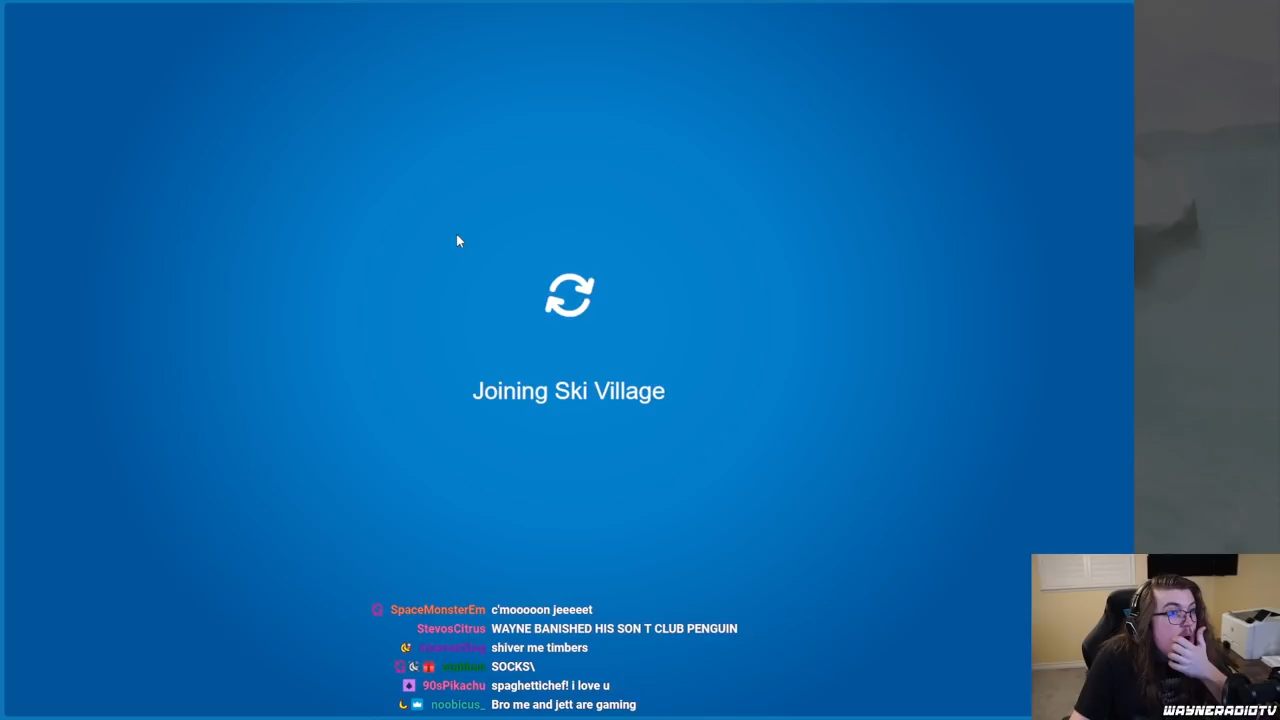 Joining Ski Village
SpaceMonsterEm c'mooooon jeeeeet
StevosCitrus WAYNE BANISHED HIS SON T CLUB PENGUIN
shiver me timbers
SOCKS\
90sPikachu spaghettichef! i love u
noobicus_ Bro me and jett are gaming
WAYNERADIOTV